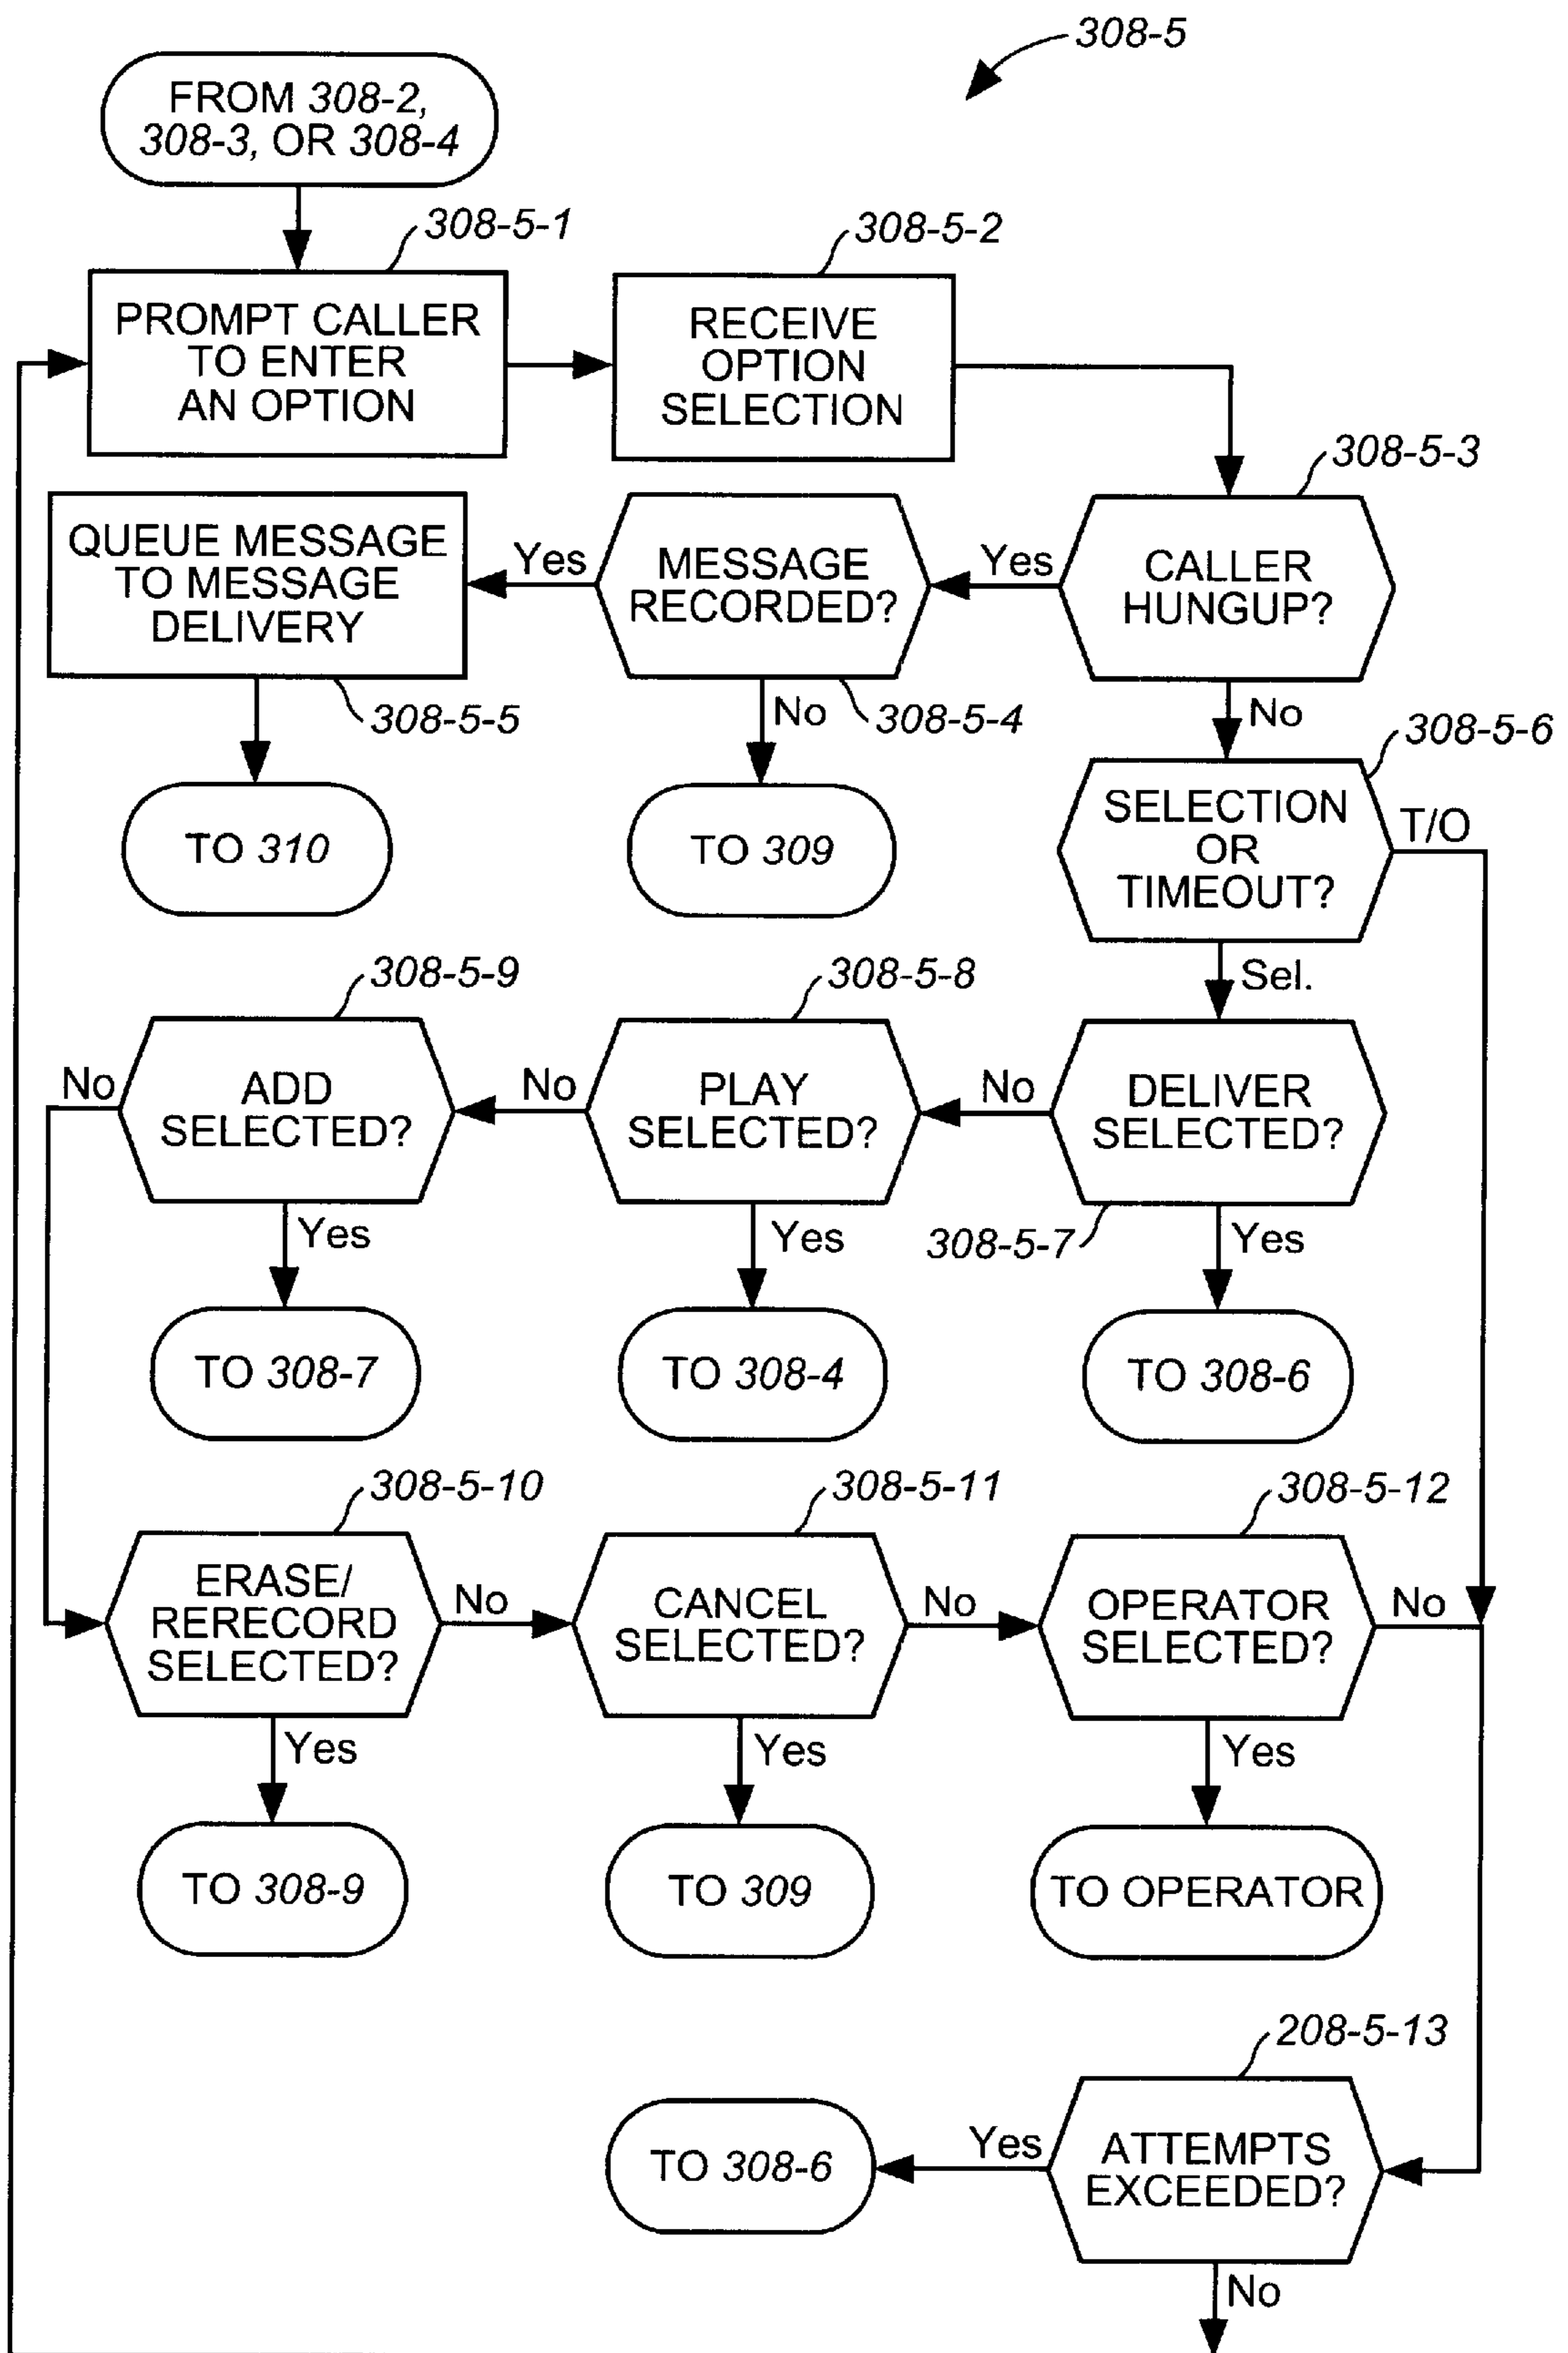 308-5
FROM 308-2,
308-3, OR 308-4
308-5-1
308-5-2
PROMPT CALLER
TO ENTER
AN OPTION
RECEIVE
OPTION
SELECTION
308-5-3
QUEUE MESSAGE
TO MESSAGE
DELIVERY
Yes
MESSAGE
RECORDED?
Yes
CALLER
HUNGUP?
308-5-5
No
308-5-4
No
308-5-6
TO 310
TO 309
SELECTION
OR
TIMEOUT?
T/O
Sel.
308-5-9
308-5-8
No
ADD
SELECTED?
No
PLAY
SELECTED?
No
DELIVER
SELECTED?
308-5-7
Yes
Yes
Yes
TO 308-7
TO 308-4
TO 308-6
308-5-10
308-5-11
308-5-12
ERASE/
RERECORD
SELECTED?
No
CANCEL
SELECTED?
No
OPERATOR
SELECTED?
No
Yes
Yes
Yes
TO 308-9
TO 309
TO OPERATOR
208-5-13
TO 308-6
Yes
ATTEMPTS
EXCEEDED?
No